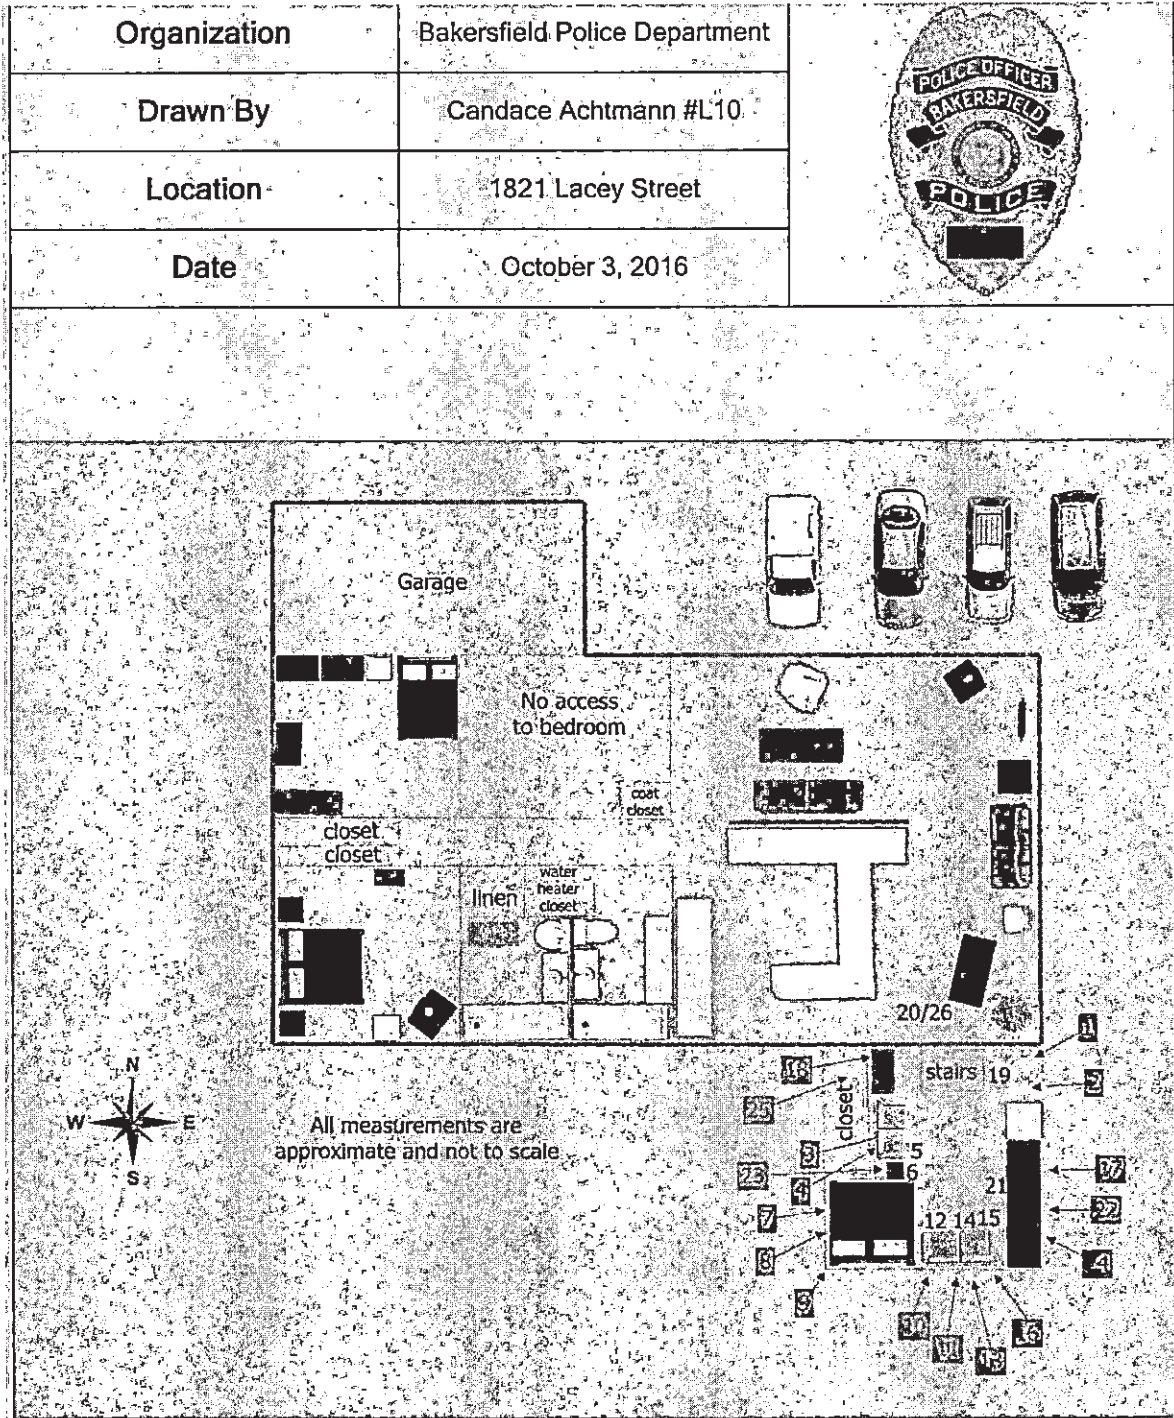 Organization
Bakersfield Police Department
Drawn By
Candace Achtmann #L10
Location
1821 Lacey Street
Date
October 3, 2016
POLICE OFFICER
BAKERSFIELD
POLICE
Garage
No access
to bedroom
coat
closet
closet
closet
linen
water
heater
closet
20/26
1
stairs 19
2
18
25
closet
3
5
23
4
6
7
8
9
N
W E
S
All measurements are
approximate and not to scale
21
17
22
12 14 15
10
11
13
16